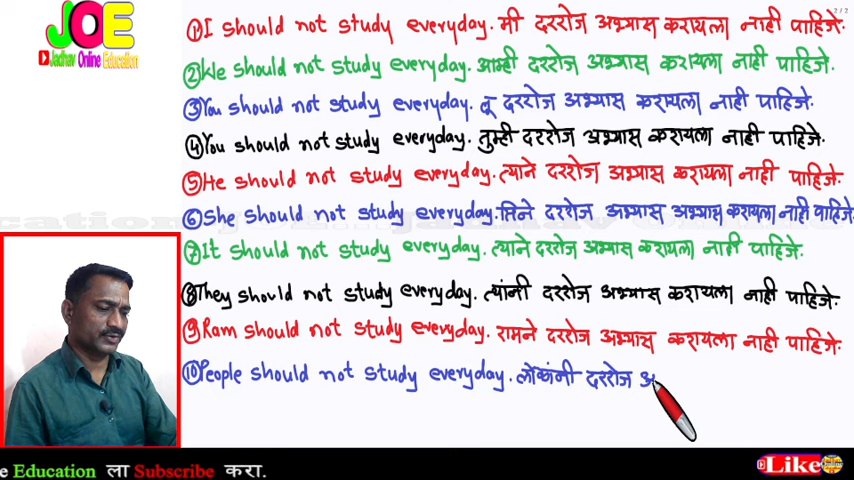 JOE
Jadhav Online Education
2/2
① I should not study everyday. मी दररोज अभ्यास करायला नाही पाहिजे.
② We should not study everyday. आम्ही दररोज अभ्यास करायला नाही पाहिजे.
③ You should not study everyday. तू दररोज अभ्यास करायला नाही पाहिजे.
④ You should not study everyday. तुम्ही दररोज अभ्यास करायला नाही पाहिजे.
⑤ He should not study everyday. त्याने दररोज अभ्यास करायला नाही पाहिजे.
⑥ She should not study everyday. तिने दररोज अभ्यास अभ्यास करायला नाही पाहिजे.
⑦ It should not study everyday. त्याने दररोज अभ्यास करायला नाही पाहिजे.
⑧ They should not study everyday. त्यांनी दररोज अभ्यास करायला नाही पाहिजे.
⑨ Ram should not study everyday. रामने दररोज अभ्यास करायला नाही पाहिजे.
⑩ People should not study everyday. लोकांनी दररोज अ
e Education ला Subscribe करा.
Like